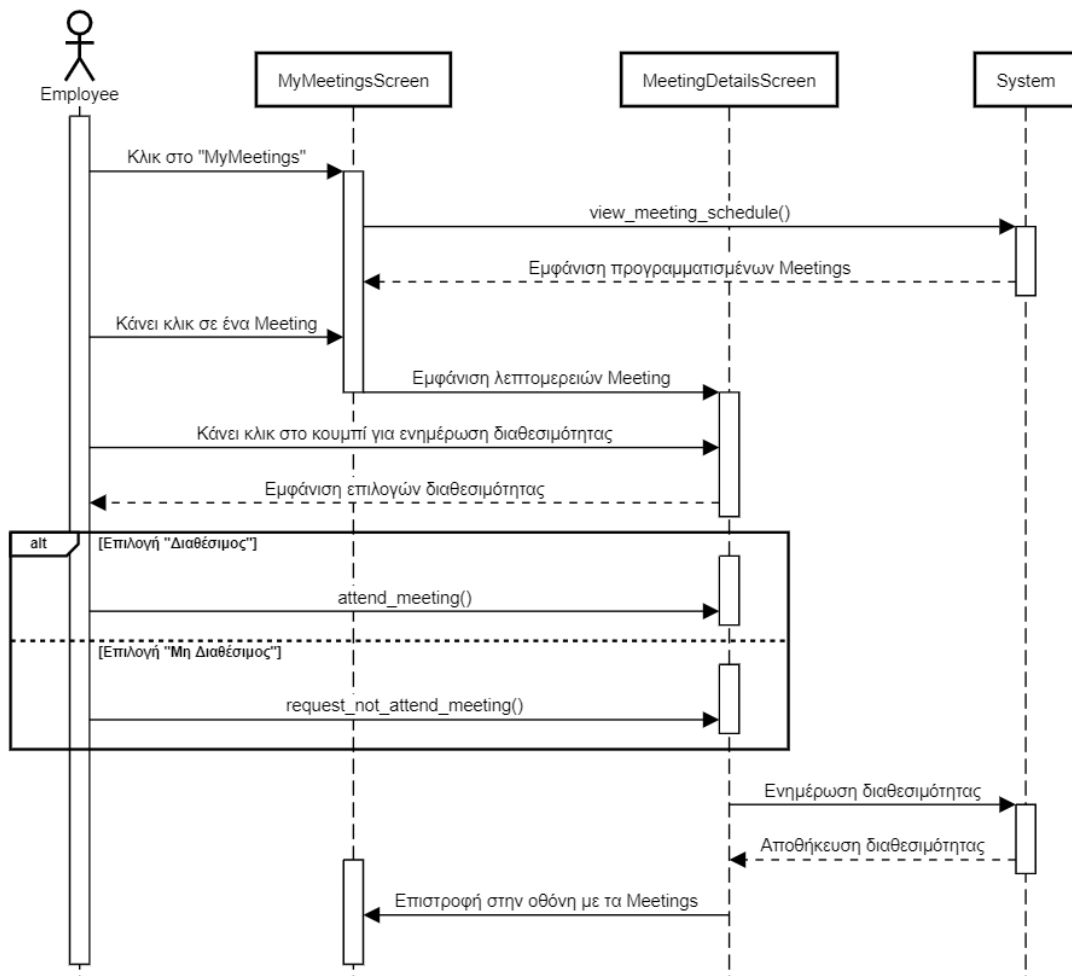 Employee
MyMeetingsScreen
MeetingDetailsScreen
System
Κλικ στο "MyMeetings"
view_meeting_schedule()
Εμφάνιση προγραμματισμένων Meetings
Κάνει κλικ σε ένα Meeting
Εμφάνιση λεπτομερειών Meeting
Κάνει κλικ στο κουμπί για ενημέρωση διαθεσιμότητας
Εμφάνιση επιλογών διαθεσιμότητας
alt
[Επιλογή "Διαθέσιμος"]
attend_meeting()
[Επιλογή "Μη Διαθέσιμος"]
request_not_attend_meeting()
Ενημέρωση διαθεσιμότητας
Αποθήκευση διαθεσιμότητας
Επιστροφή στην οθόνη με τα Meetings